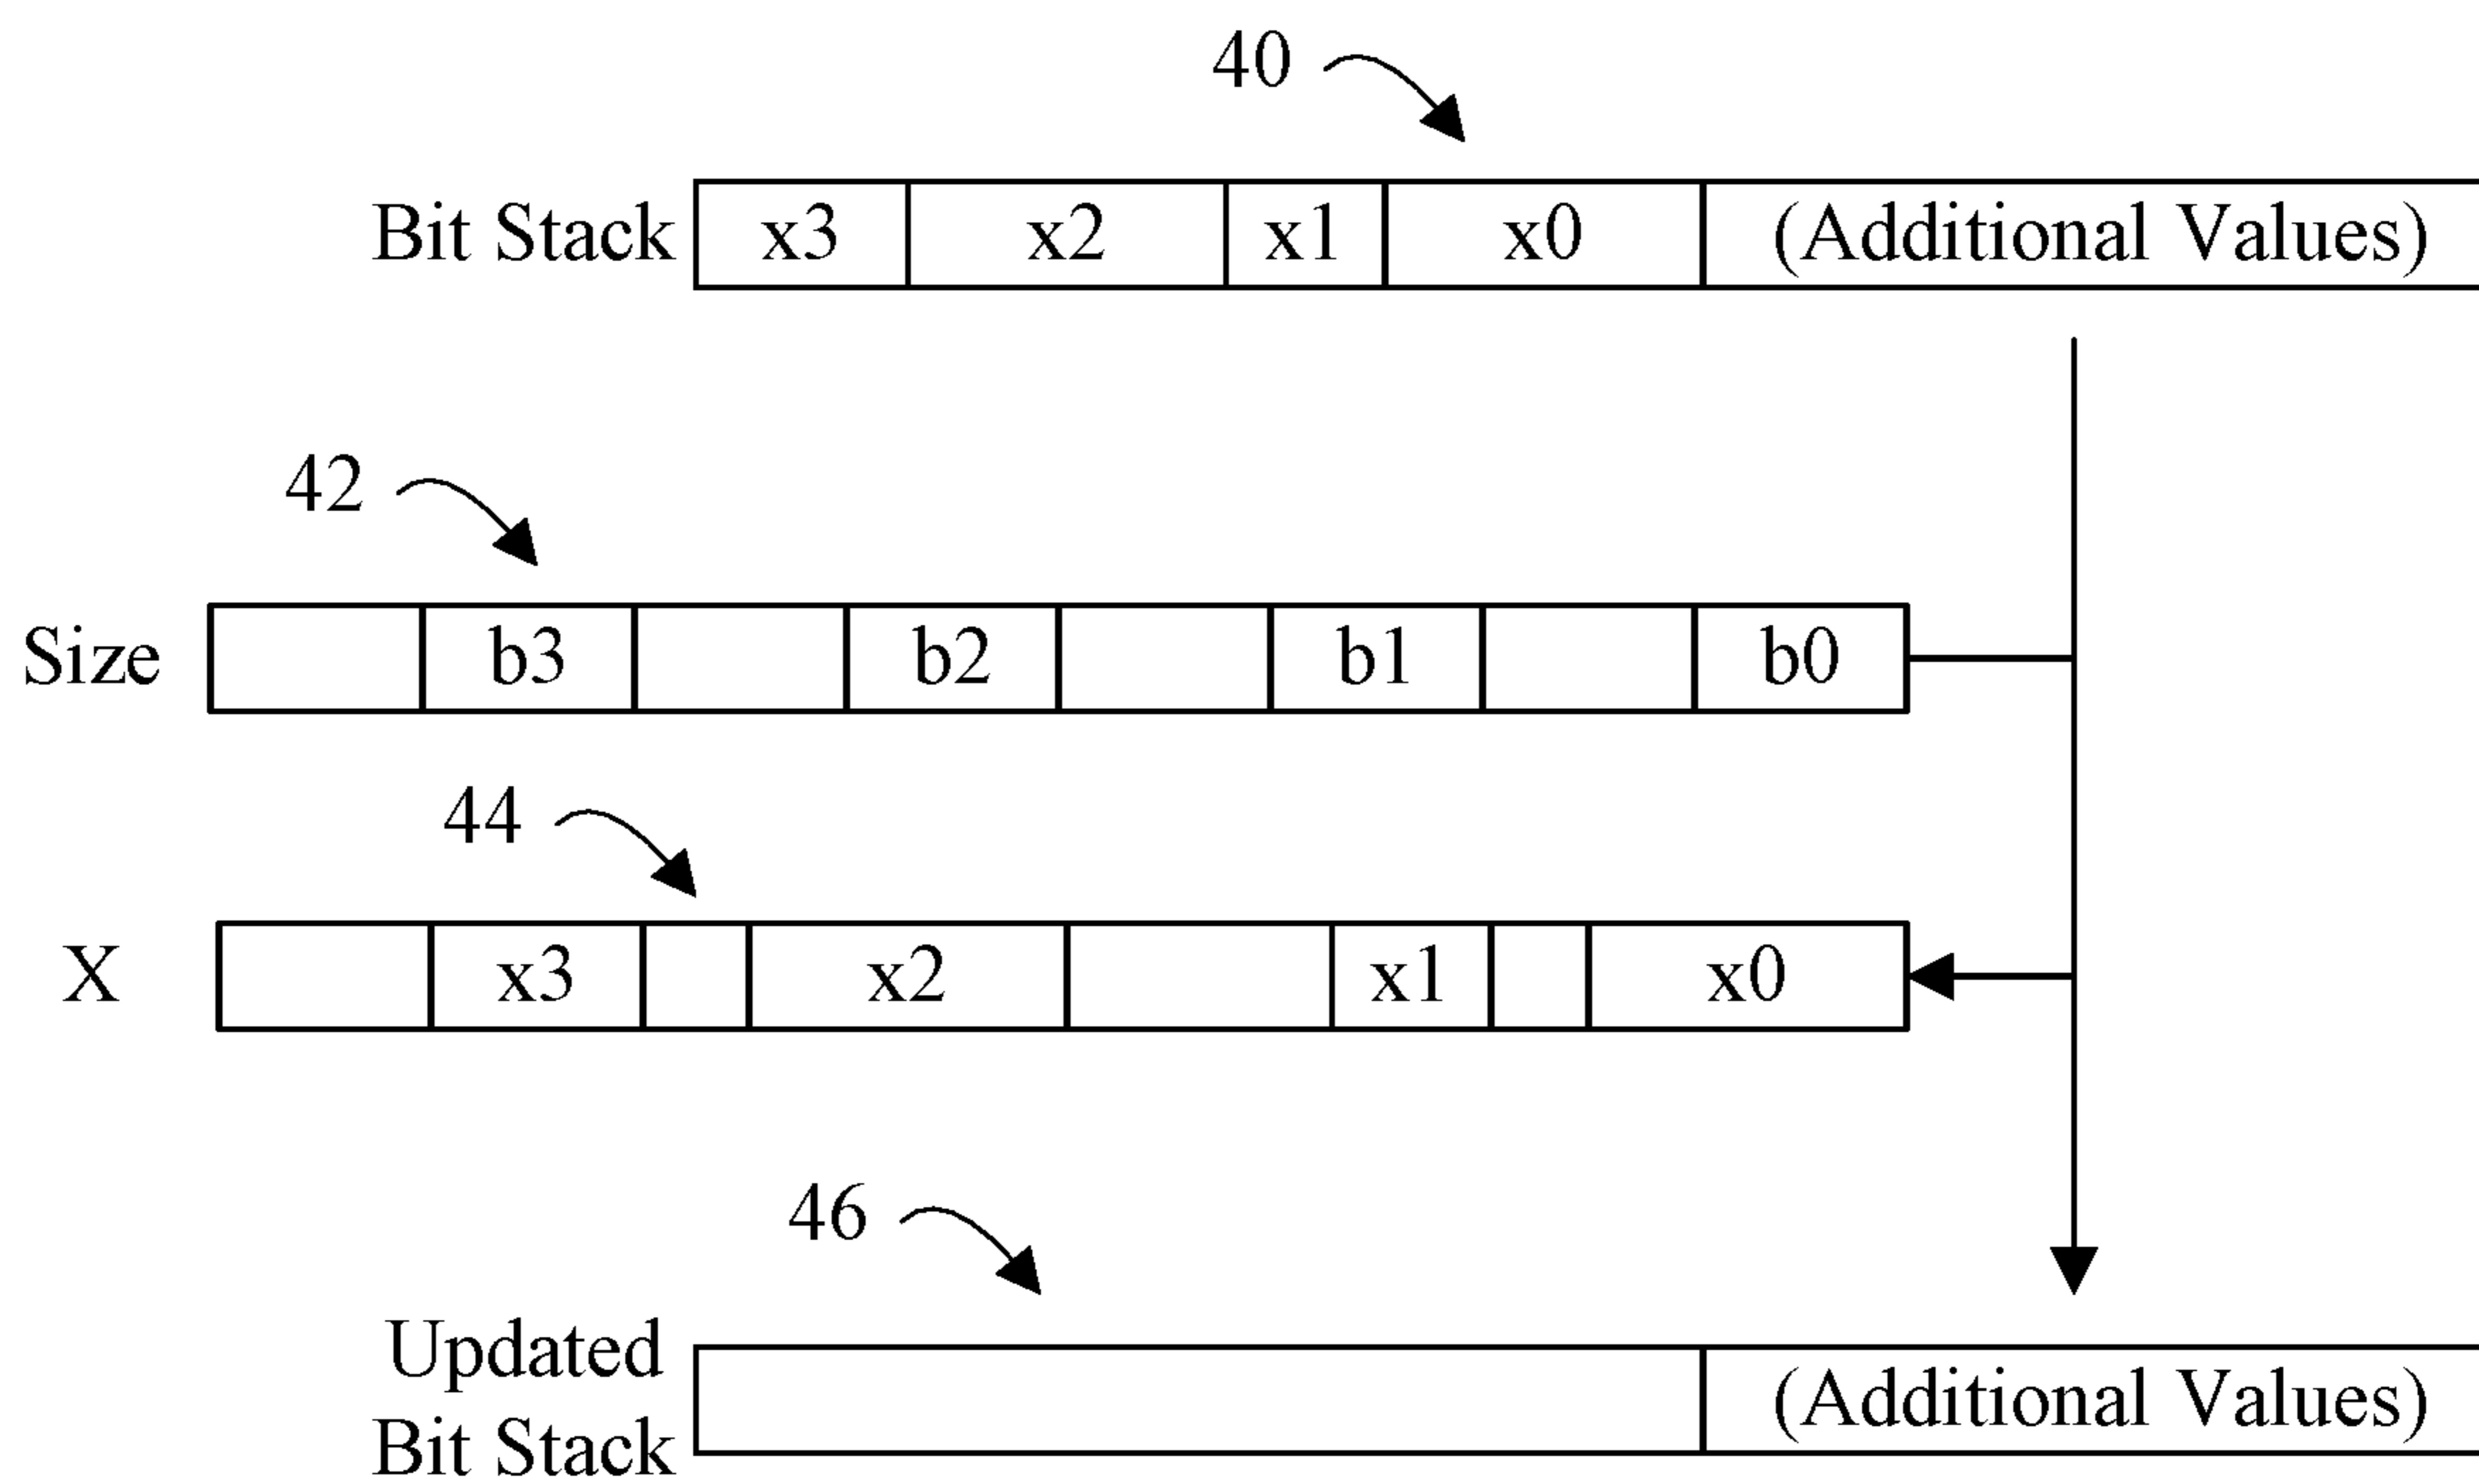 40
Bit Stack x3 x2 x1 x0 (Additional Values)
42
Size b3 b2 b1 b0
44
X x3 x2 x1 x0
46
Updated
Bit Stack (Additional Values)